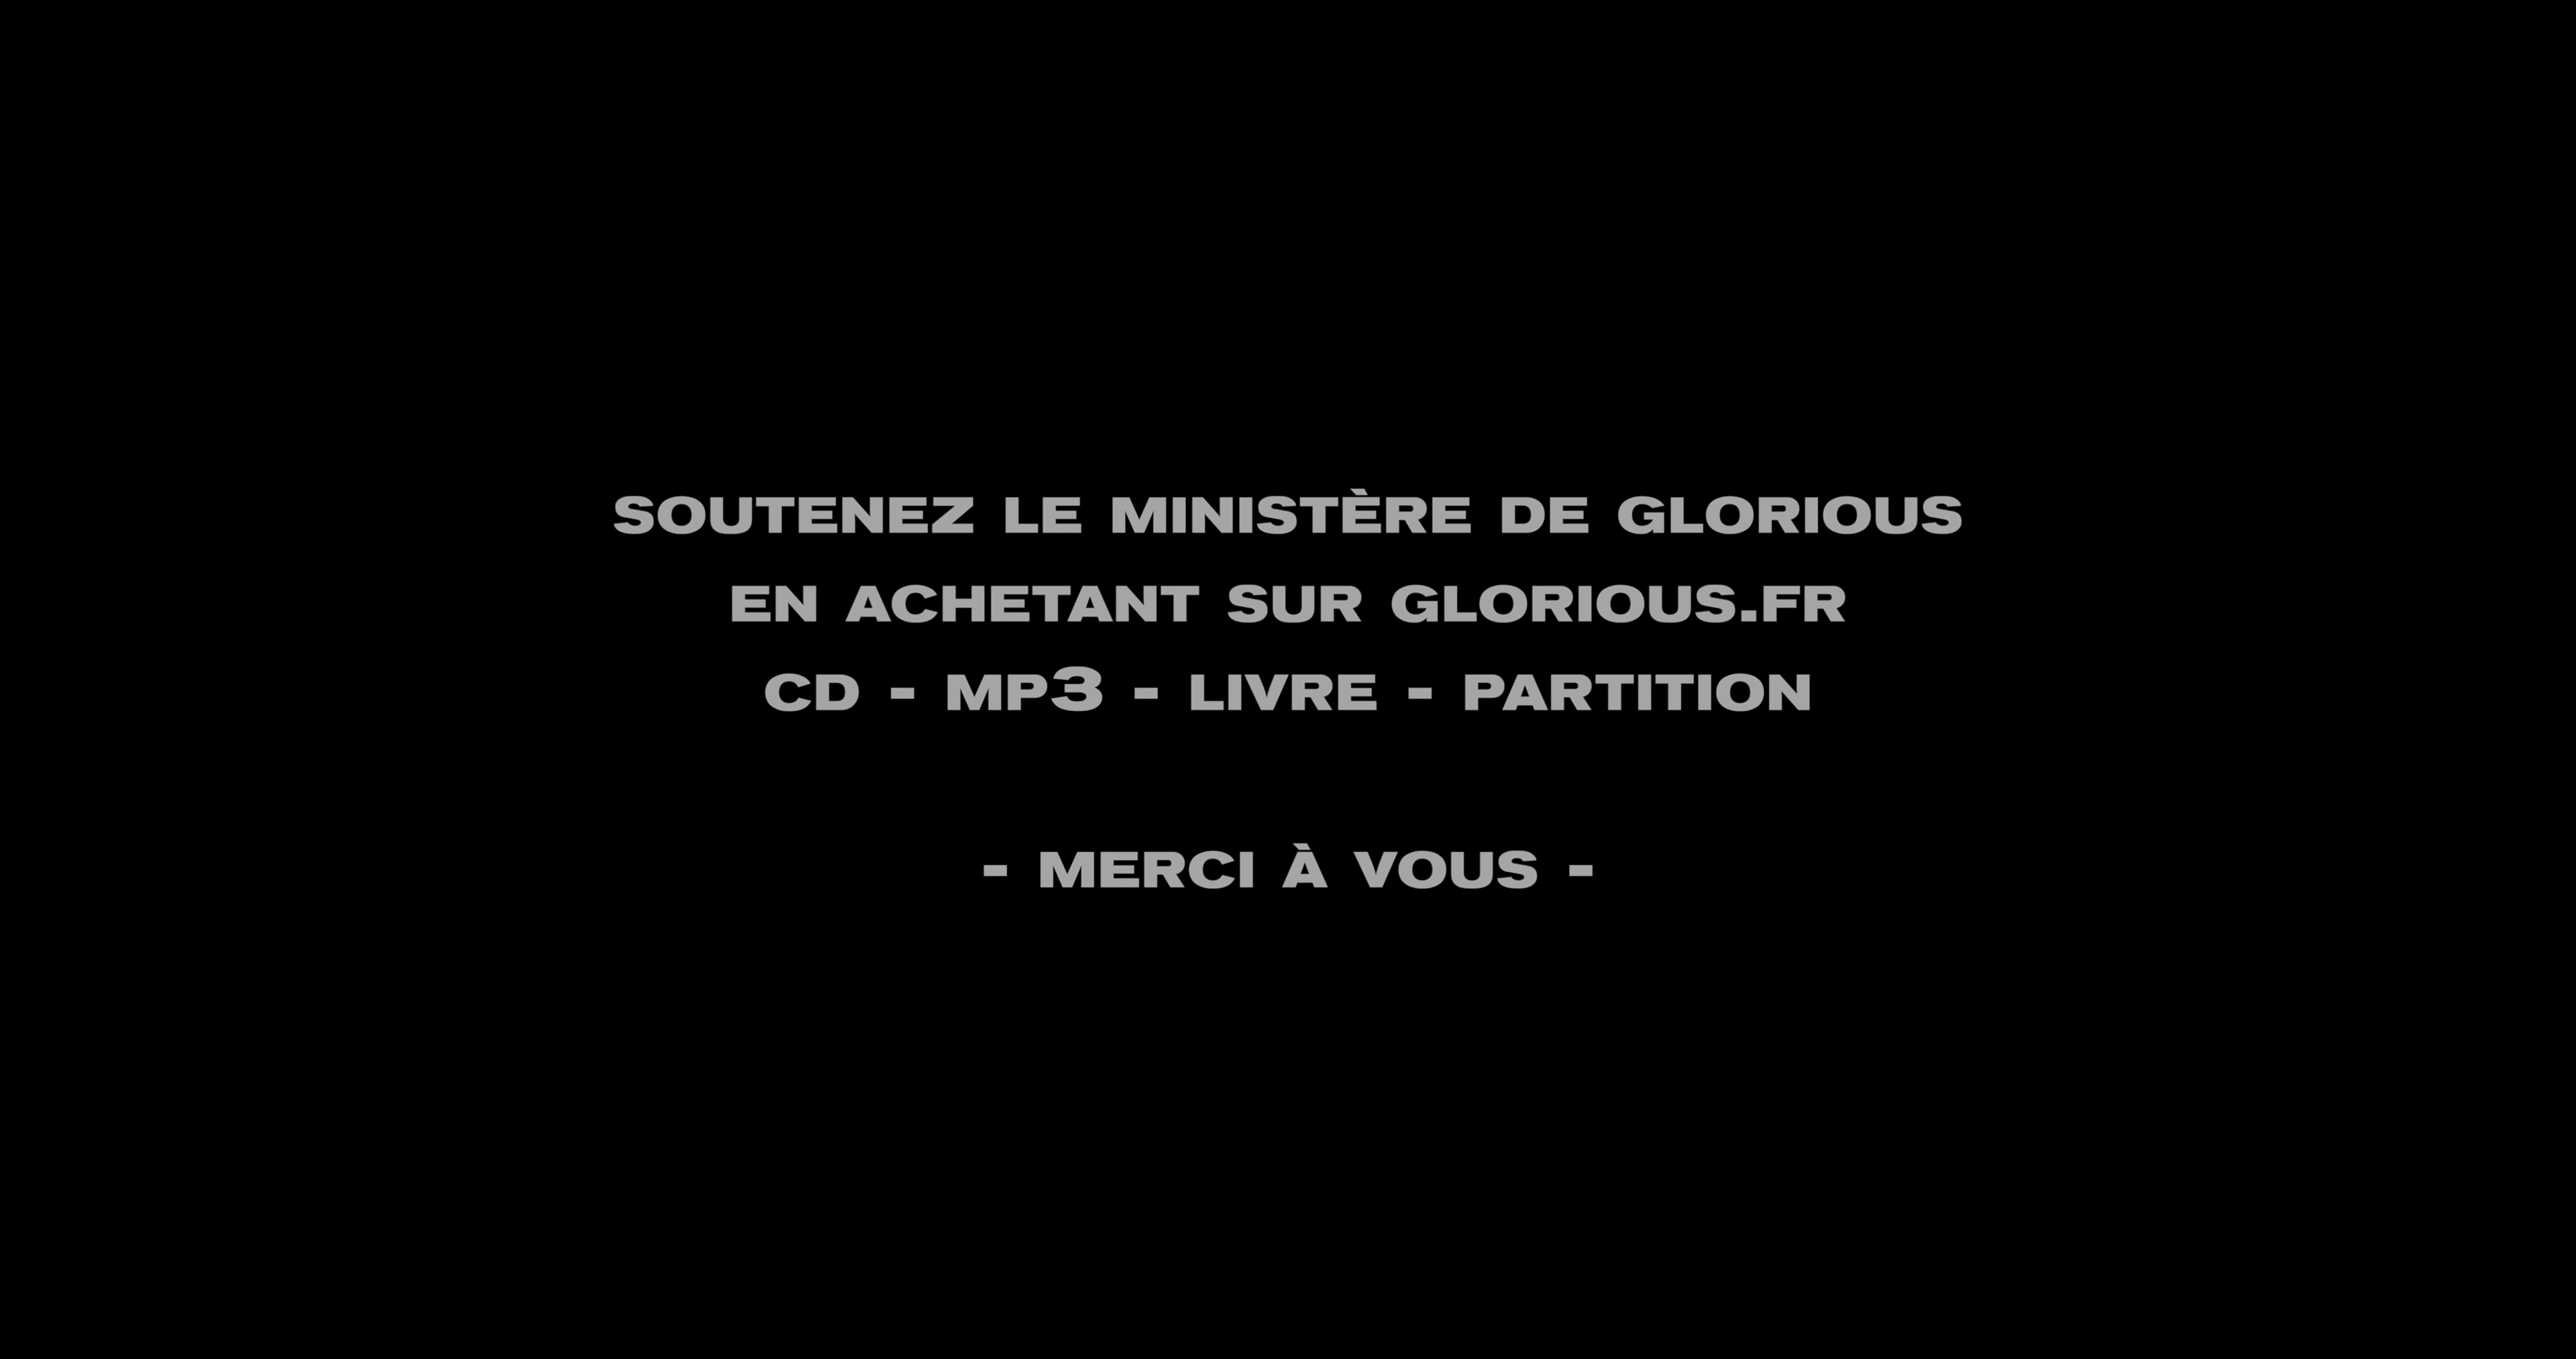 SOUTENEZ LE MINISTÈRE DE GLORIOUS
EN ACHETANT SUR GLORIOUS.FR
CD - MP3 - LIVRE - PARTITION
- MERCI À VOUS -